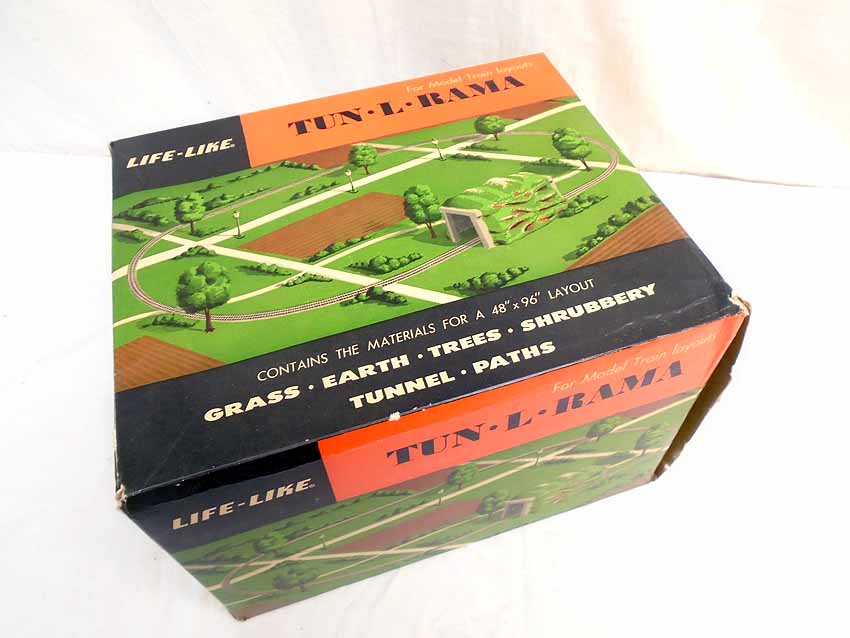 For Model Train layouts
TUN·L·RAMA
LIFE-LIKE®
CONTAINS THE MATERIALS FOR A 48" x 96" LAYOUT
GRASS · EARTH · TREES · SHRUBBERY
TUNNEL · PATHS
For Model Train layouts
TUN·L·RAMA
LIFE-LIKE®